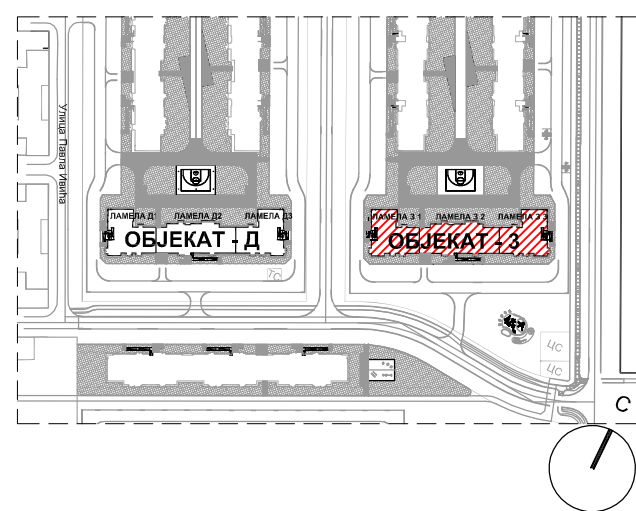 Улица Павла Ивића
ЛАМЕЛА Д1 ЛАМЕЛА Д2 ЛАМЕЛА Д3
ОБЈЕКАТ - Д
ЛАМЕЛА З 1 ЛАМЕЛА З 2 ЛАМЕЛА З 3
ОБЈЕКАТ - З
ЦС
ЦС
С